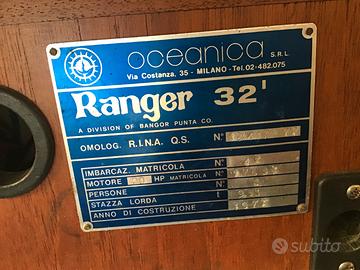 oceanica S.R.L.
Via Costanza, 35 - MILANO - Tel. 02-482.075
Ranger 32'
A DIVISION OF BANGOR PUNTA CO.
OMOLOG. R.I.N.A. Q.S. N°
IMBARCAZ. MATRICOLA N°
MOTORE HP MATRICOLA N°
PERSONE N°
STAZZA LORDA t
ANNO DI COSTRUZIONE
subito